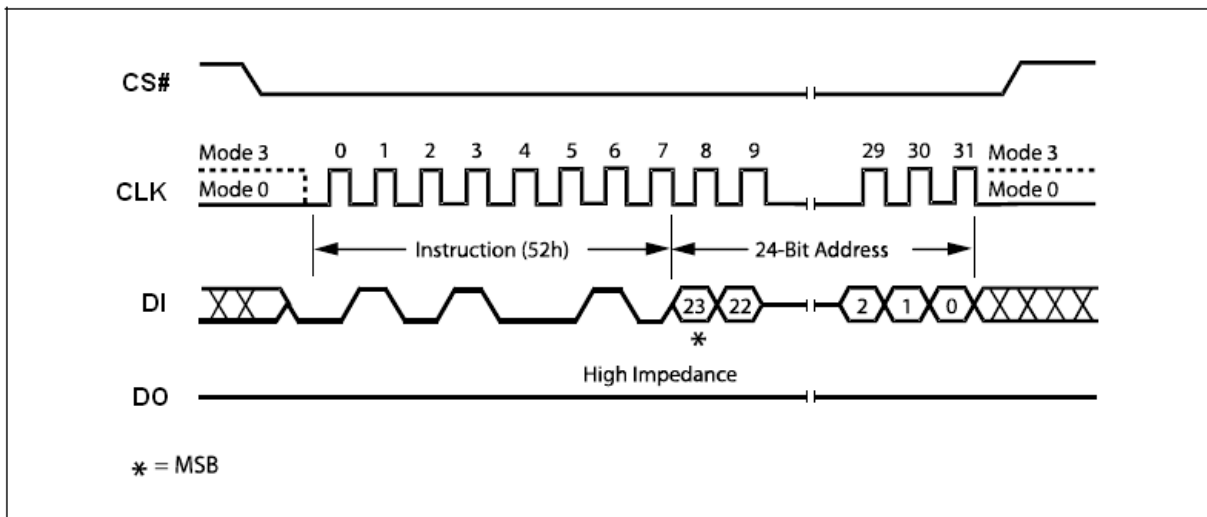 CS#
Mode 3 0 1 2 3 4 5 6 7 8 9 29 30 31 Mode 3
CLK Mode 0 Mode 0
Instruction (52h) 24-Bit Address
DI 23 22 2 1 0
*
High Impedance
DO
* = MSB